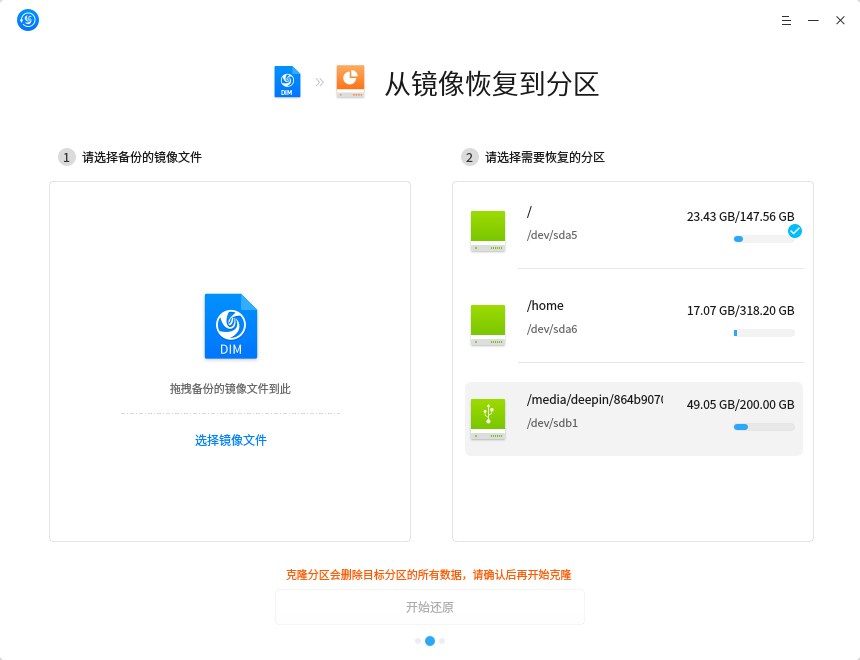 DIM
从镜像恢复到分区
1 请选择备份的镜像文件
DIM
拖拽备份的镜像文件到此
选择镜像文件
2 请选择需要恢复的分区
/
23.43 GB/147.56 GB
/dev/sda5
/home
17.07 GB/318.20 GB
/dev/sda6
/media/deepin/864b907
49.05 GB/200.00 GB
/dev/sdb1
克隆分区会删除目标分区的所有数据，请确认后再开始克隆
开始还原